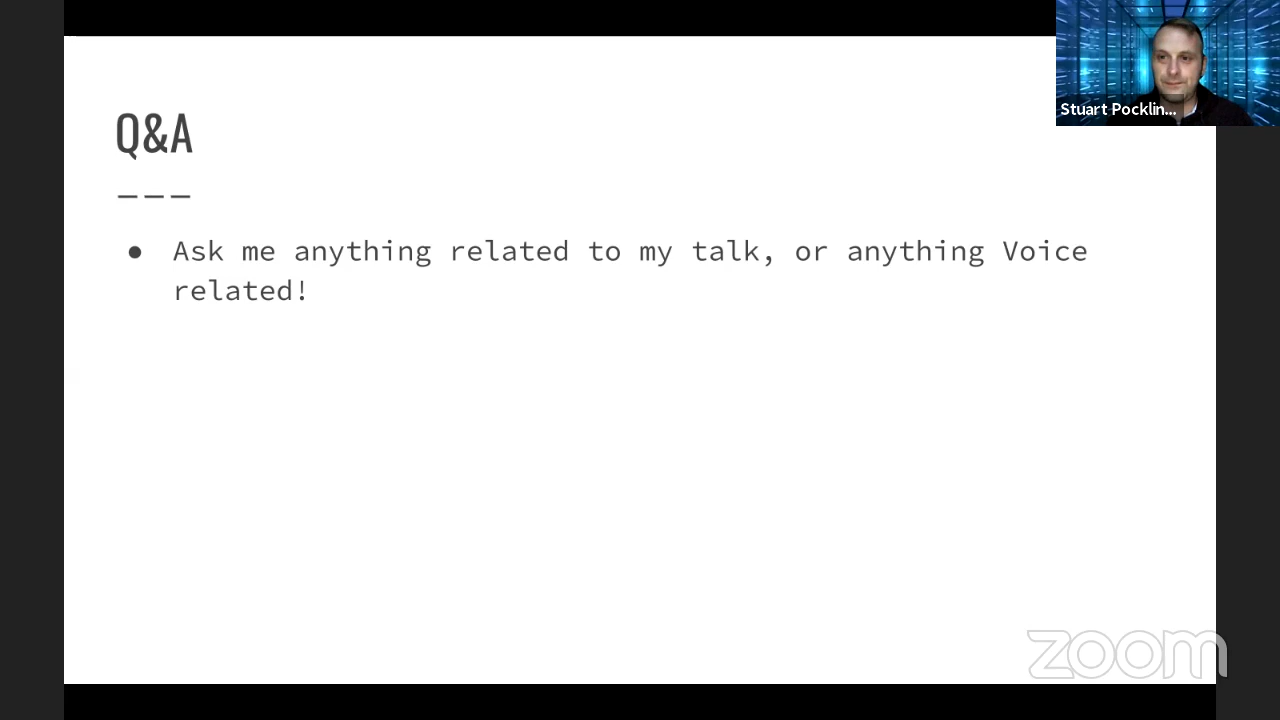 Stuart Pocklin...
Q&A
● Ask me anything related to my talk, or anything Voice
related!
zoom